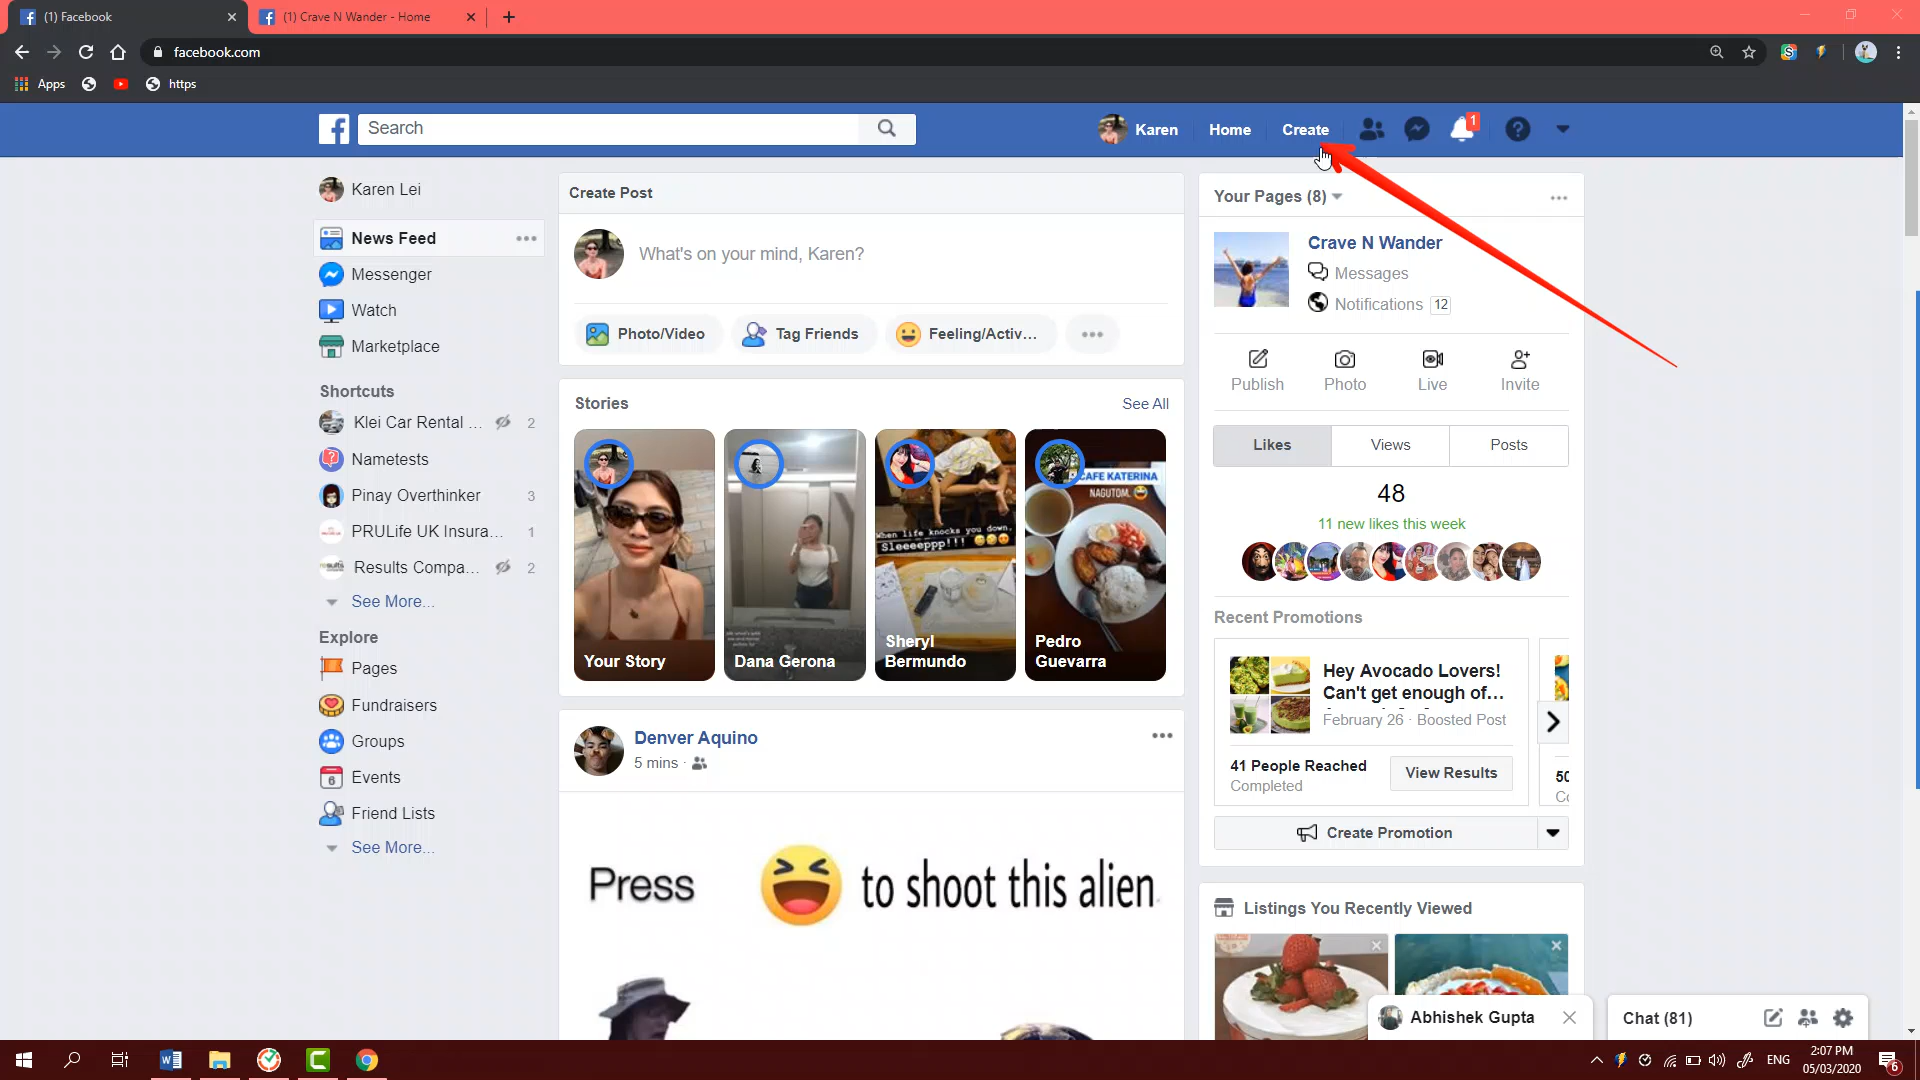 (1) Facebook
(1) Crave N Wander - Home
facebook.com
Apps
https
Search
Karen
Home
Create
1
Karen Lei
News Feed
Messenger
Watch
Marketplace
Shortcuts
Klei Car Rental ...
2
Nametests
Pinay Overthinker
3
PRULife UK Insura...
1
Results Compa...
2
See More...
Explore
Pages
Fundraisers
Groups
Events
Friend Lists
See More...
Create Post
What's on your mind, Karen?
Photo/Video
Tag Friends
Feeling/Activ...
Stories
See All
Your Story
Dana Gerona
When life knocks you down.
Sleeeeppp!!!
Sheryl
Bermundo
CAFE KATERINA
NAGUTOM.
Pedro
Guevarra
Denver Aquino
5 mins ·
Press 😆 to shoot this alien.
Your Pages (8)
Crave N Wander
Messages
Notifications 12
Publish
Photo
Live
Invite
Likes
Views
Posts
48
11 new likes this week
Recent Promotions
Hey Avocado Lovers!
Can't get enough of...
February 26 · Boosted Post
41 People Reached
Completed
View Results
Create Promotion
Listings You Recently Viewed
Abhishek Gupta
Chat (81)
ENG
2:07 PM
05/03/2020
6